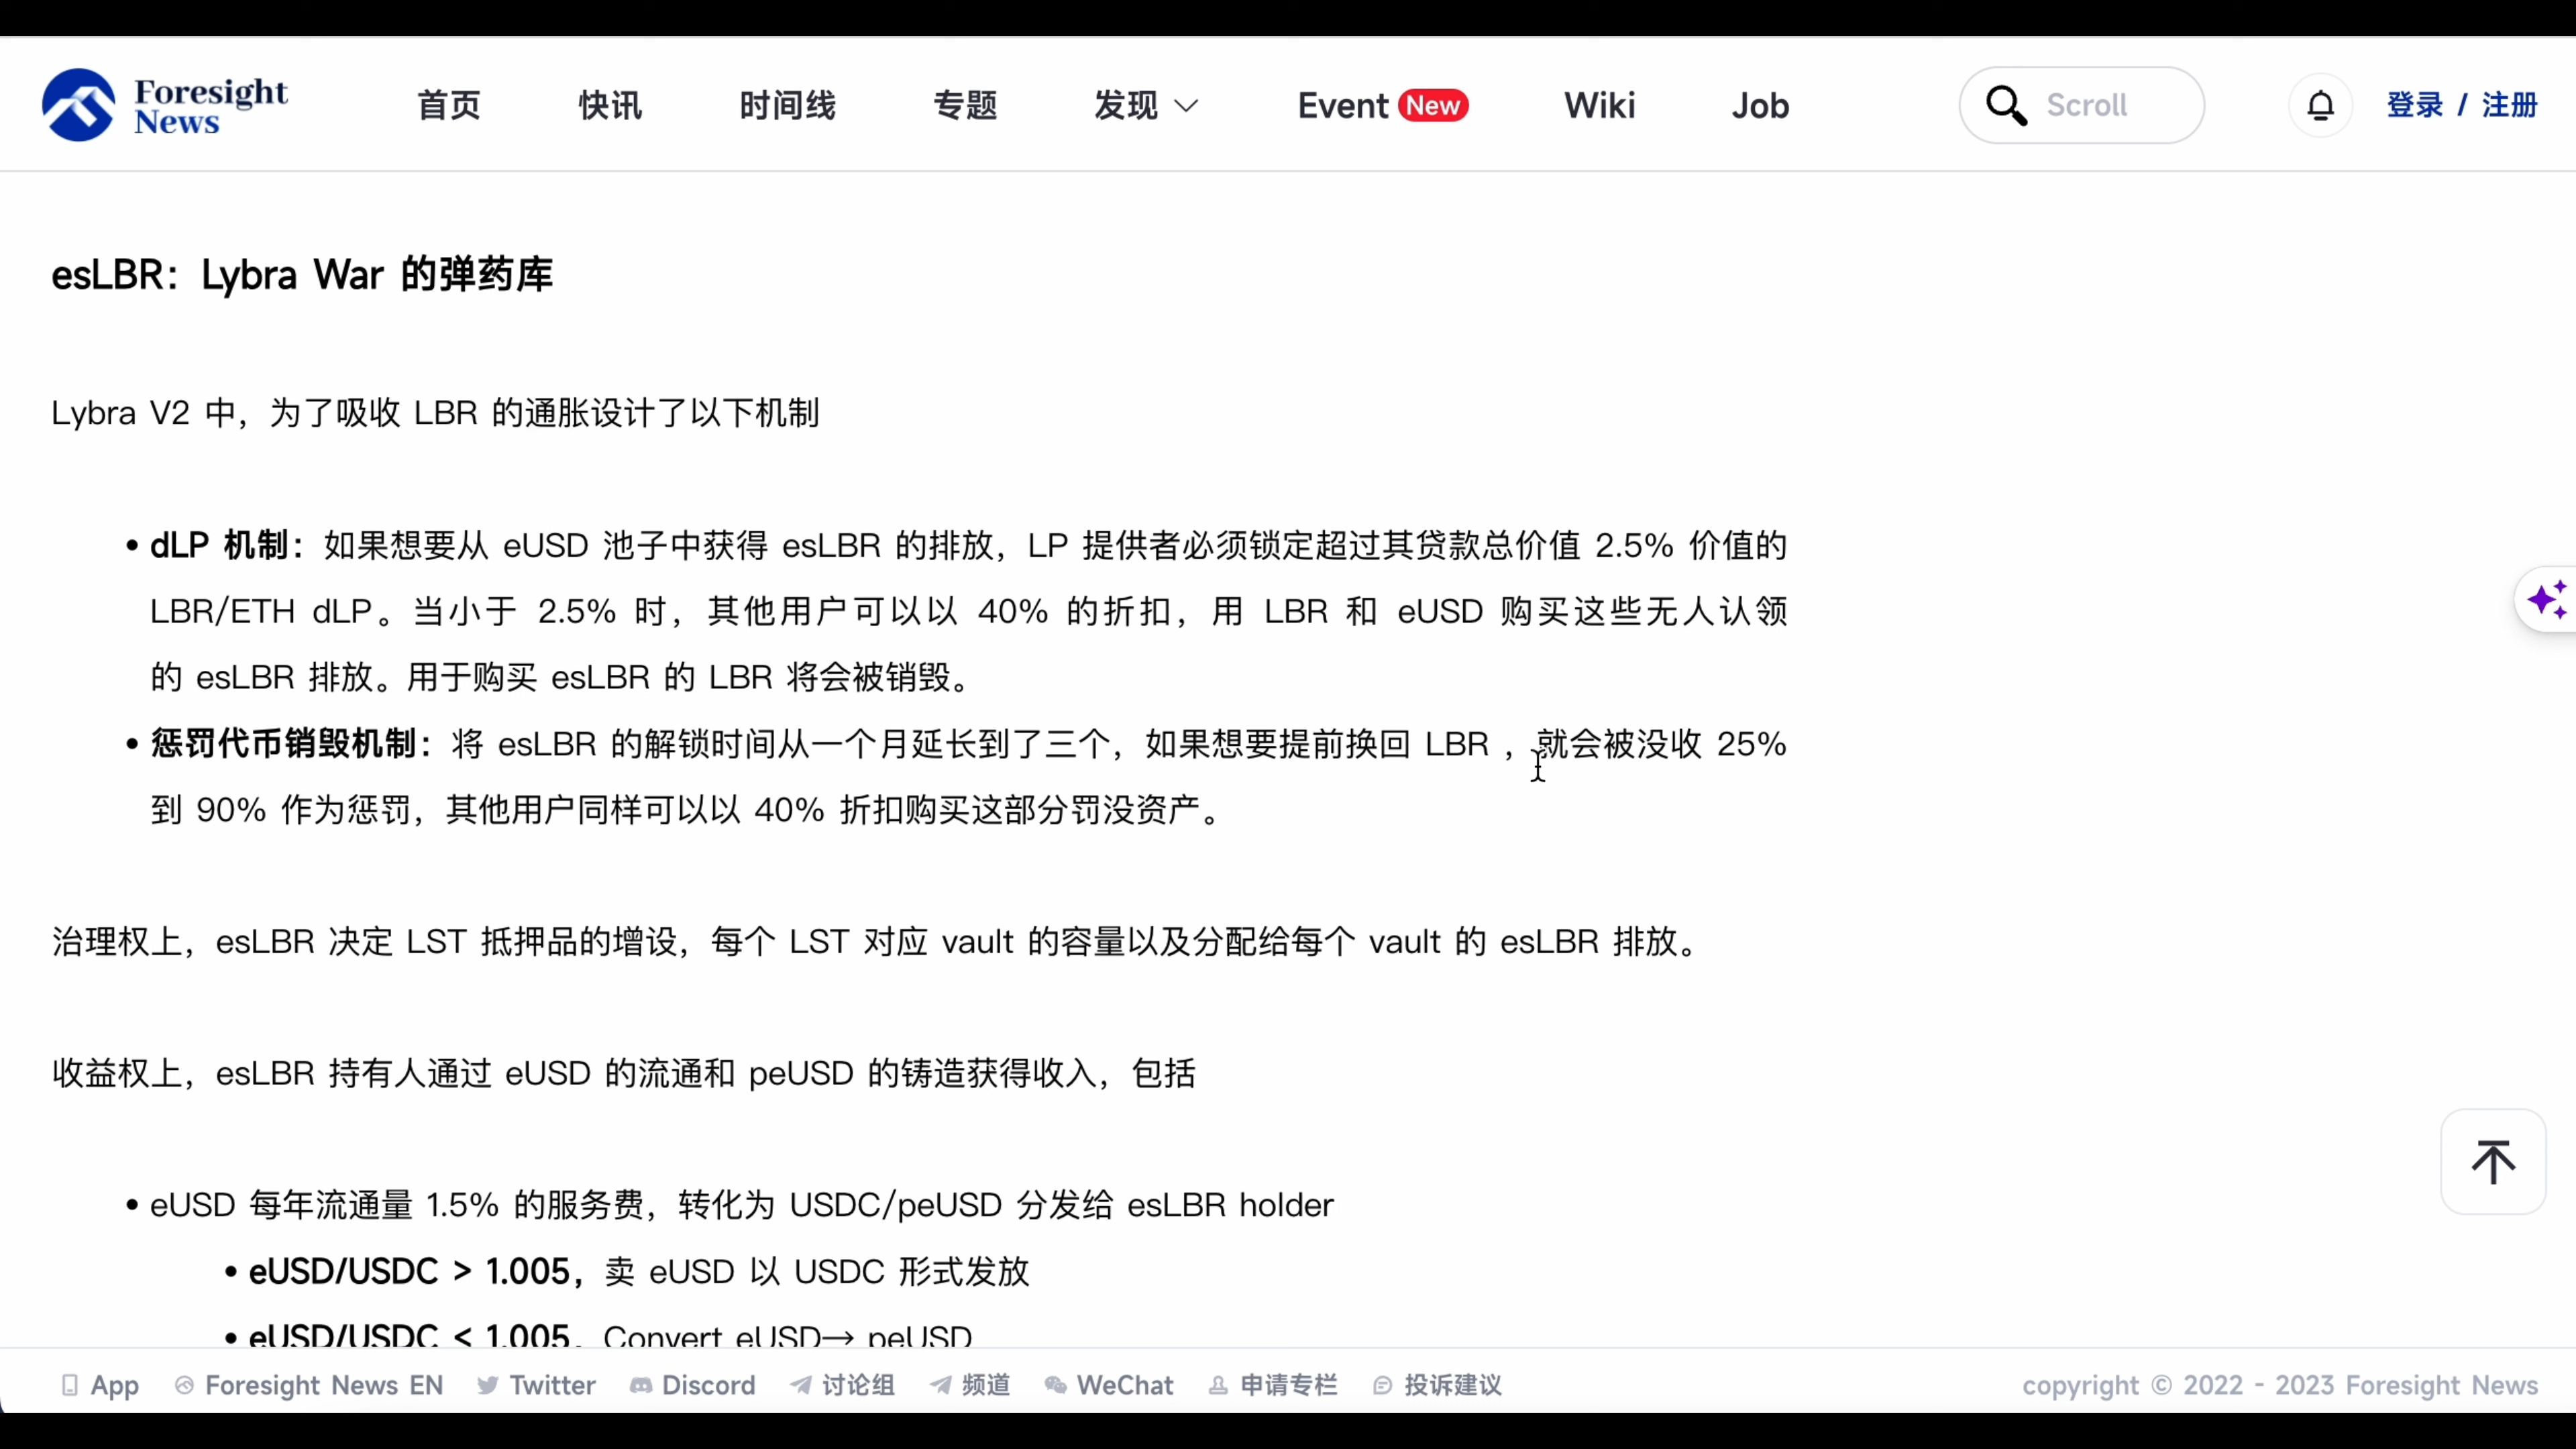 Foresight
News
首页 快讯 时间线 专题 发现 Event New Wiki Job Scroll 登录 / 注册
esLBR：Lybra War 的弹药库
Lybra V2 中，为了吸收 LBR 的通胀设计了以下机制
• dLP 机制：如果想要从 eUSD 池子中获得 esLBR 的排放，LP 提供者必须锁定超过其贷款总价值 2.5% 价值的
LBR/ETH dLP。当小于 2.5% 时，其他用户可以以 40% 的折扣，用 LBR 和 eUSD 购买这些无人认领
的 esLBR 排放。用于购买 esLBR 的 LBR 将会被销毁。
• 惩罚代币销毁机制：将 esLBR 的解锁时间从一个月延长到了三个，如果想要提前换回 LBR ，就会被没收 25%
到 90% 作为惩罚，其他用户同样可以以 40% 折扣购买这部分罚没资产。
治理权上，esLBR 决定 LST 抵押品的增设，每个 LST 对应 vault 的容量以及分配给每个 vault 的 esLBR 排放。
收益权上，esLBR 持有人通过 eUSD 的流通和 peUSD 的铸造获得收入，包括
• eUSD 每年流通量 1.5% 的服务费，转化为 USDC/peUSD 分发给 esLBR holder
• eUSD/USDC > 1.005，卖 eUSD 以 USDC 形式发放
• eUSD/USDC < 1.005，Convert eUSD→ peUSD
App Foresight News EN Twitter Discord 讨论组 频道 WeChat 申请专栏 投诉建议 copyright © 2022 - 2023 Foresight News